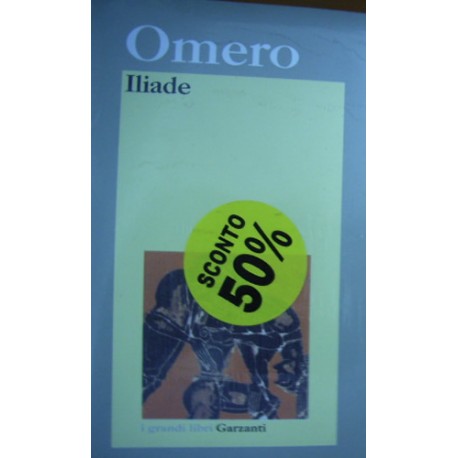 Omero
Iliade
SCONTO
50%
i grandi libri Garzanti